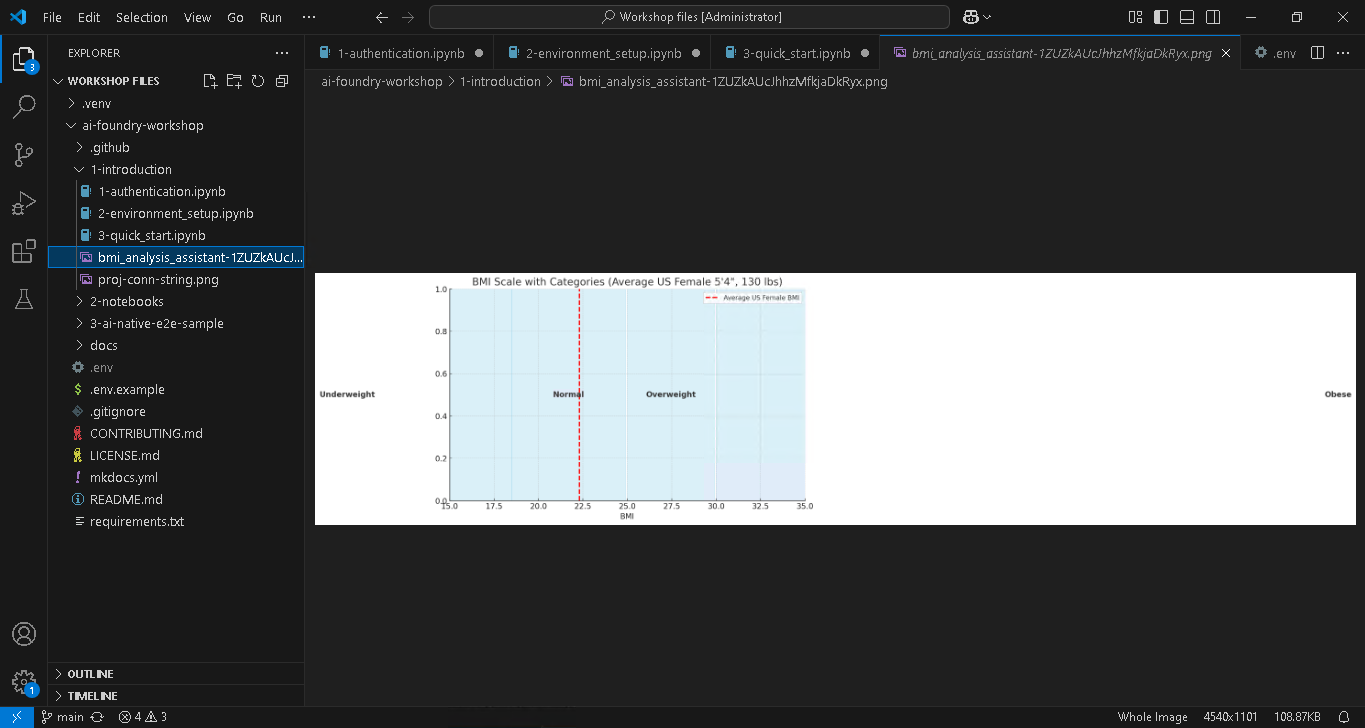 File Edit Selection View Go Run ···
Workshop files [Administrator]
EXPLORER
1-authentication.ipynb
2-environment_setup.ipynb
3-quick_start.ipynb
bmi_analysis_assistant-1ZUZkAUcJhhzMfkjaDkRyx.png
.env
ai-foundry-workshop > 1-introduction > bmi_analysis_assistant-1ZUZkAUcJhhzMfkjaDkRyx.png
3
WORKSHOP FILES
.venv
ai-foundry-workshop
.github
1-introduction
1-authentication.ipynb
2-environment_setup.ipynb
3-quick_start.ipynb
bmi_analysis_assistant-1ZUZkAUcJ...
proj-conn-string.png
2-notebooks
3-ai-native-e2e-sample
docs
.env
.env.example
.gitignore
CONTRIBUTING.md
LICENSE.md
mkdocs.yml
README.md
requirements.txt
BMI Scale with Categories (Average US Female 5'4", 130 lbs)
Average US Female BMI
1.0
0.8
0.6
0.4
0.2
0.0
Underweight
Normal
Overweight
Obese
15.0 17.5 20.0 22.5 25.0 27.5 30.0 32.5 35.0
BMI
OUTLINE
1
TIMELINE
main
4 3
Whole Image 4540x1101 108.87KB